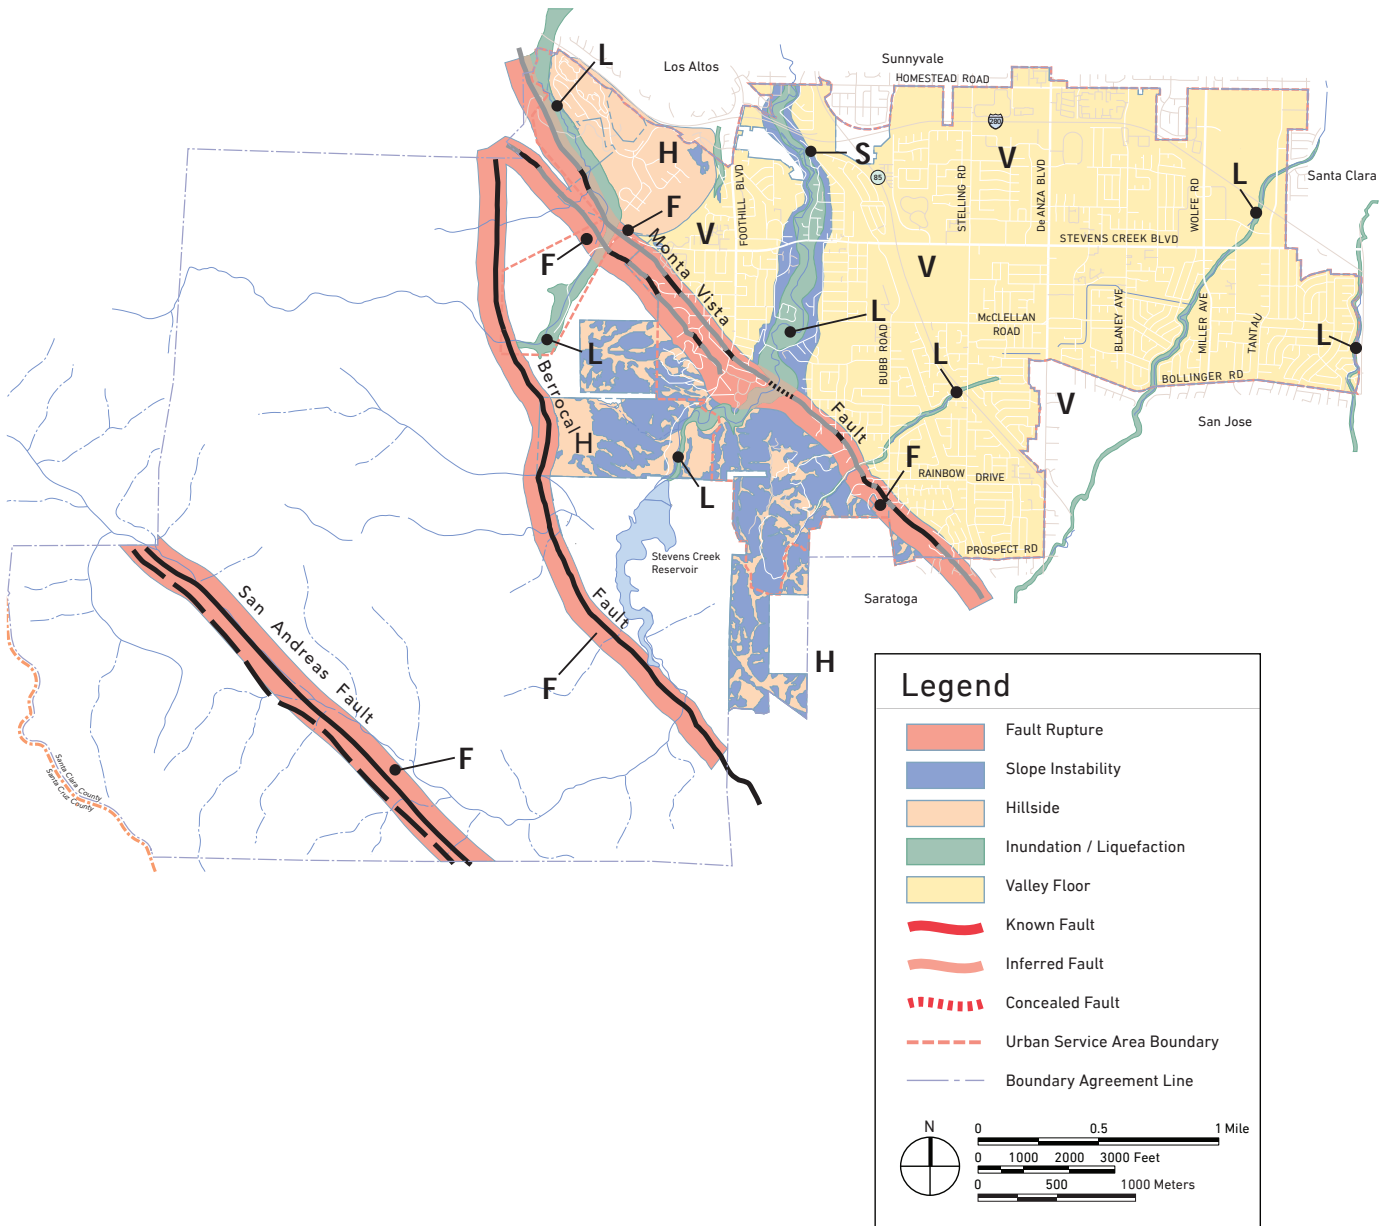 L
Los Altos
Sunnyvale
HOMESTEAD ROAD
280
H
S
V
85
L
Santa Clara
FOOTHILL BLVD
STELLING RD
De ANZA BLVD
WOLFE RD
F
V
F
Monta Vista
STEVENS CREEK BLVD
V
L
McCLELLAN
ROAD
BUBB ROAD
BLANEY AVE
MILLER AVE
TANTAU
L
L
L
BOLLINGER RD
Berrocal
H
Fault
V
San Jose
F
RAINBOW DRIVE
L
PROSPECT RD
Stevens Creek
Reservoir
Saratoga
Fault
San Andreas Fault
H
F
F
Santa Clara County
Santa Cruz County
Legend
Fault Rupture
Slope Instability
Hillside
Inundation / Liquefaction
Valley Floor
Known Fault
Inferred Fault
Concealed Fault
Urban Service Area Boundary
Boundary Agreement Line
N
0 0.5 1 Mile
0 1000 2000 3000 Feet
0 500 1000 Meters